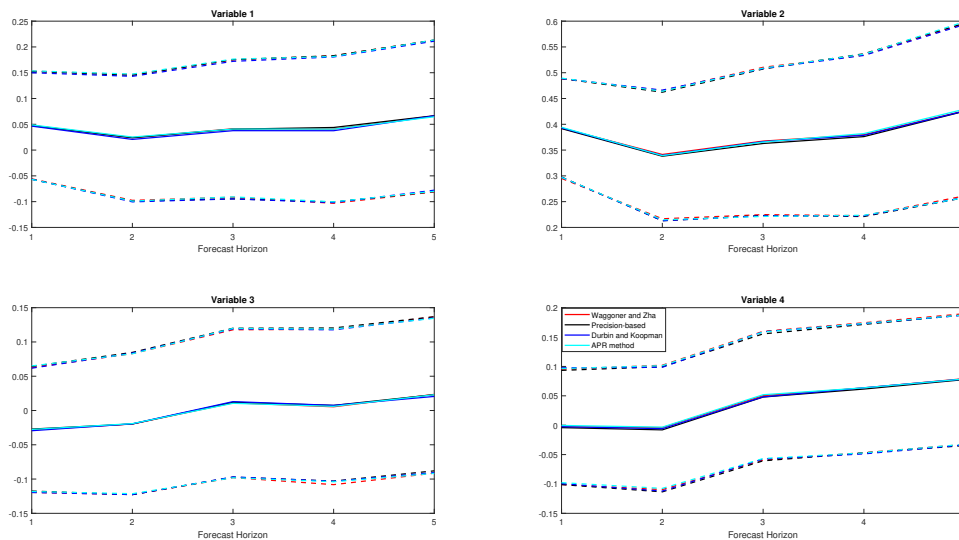 Variable 1
0.25
0.2
0.15
0.1
0.05
0
-0.05
-0.1
-0.15
1 2 3 4 5
Forecast Horizon
Variable 2
0.6
0.55
0.5
0.45
0.4
0.35
0.3
0.25
0.2
1 2 3 4
Forecast Horizon
Variable 3
0.15
0.1
0.05
0
-0.05
-0.1
-0.15
1 2 3 4 5
Forecast Horizon
Variable 4
0.2
0.15
0.1
0.05
0
-0.05
-0.1
-0.15
Waggoner and Zha
Precision-based
Durbin and Koopman
APR method
1 2 3 4
Forecast Horizon